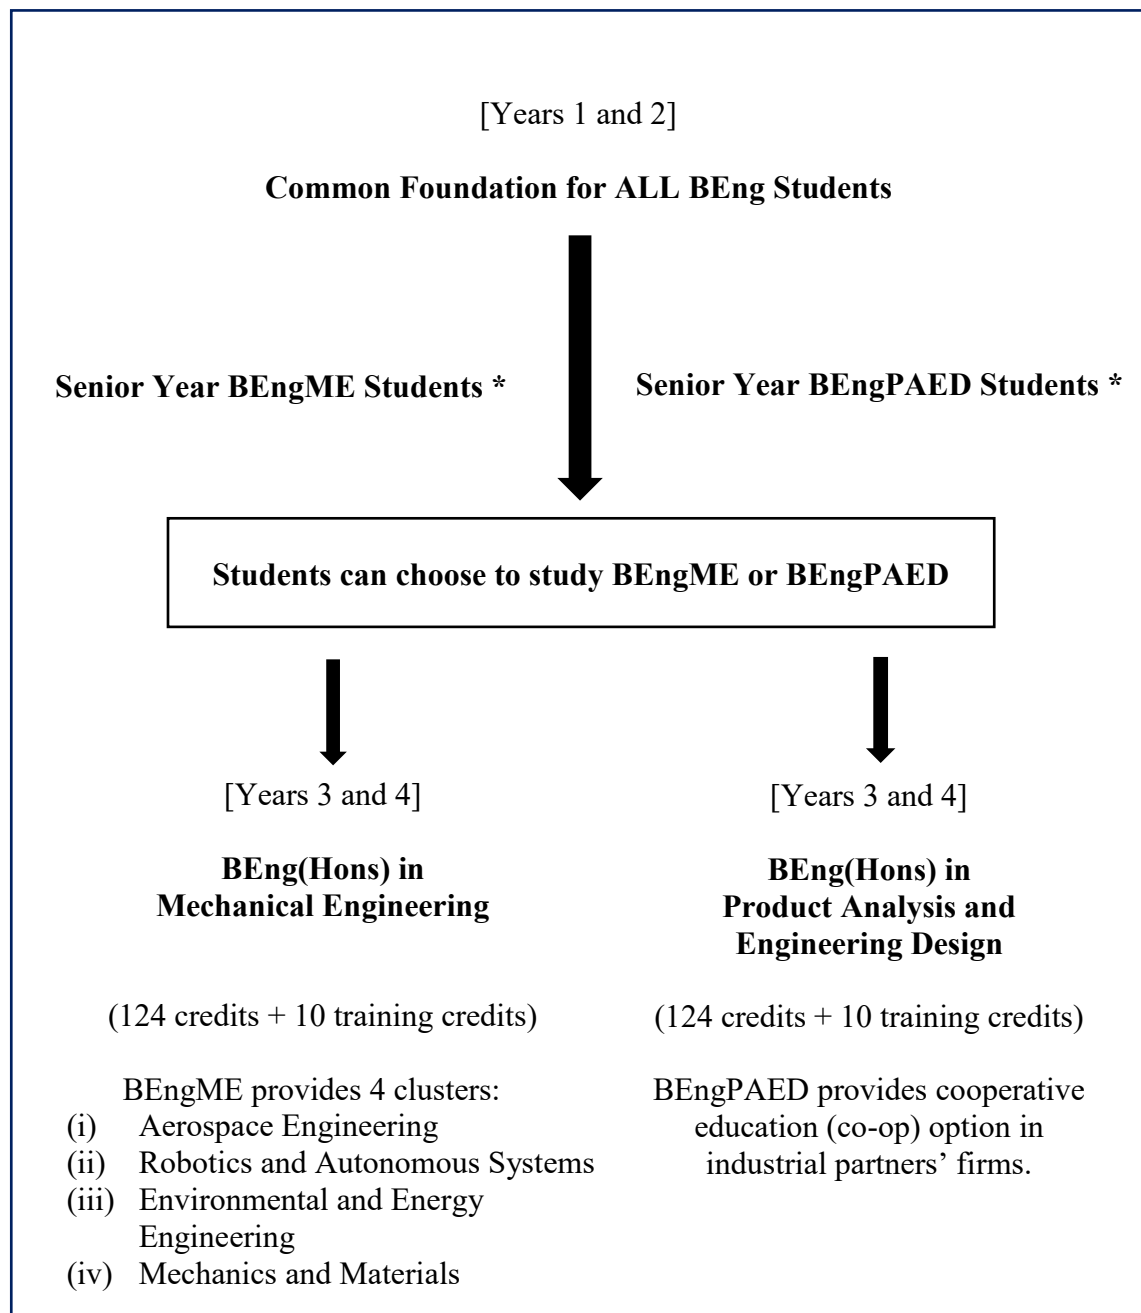 [Years 1 and 2]
Common Foundation for ALL BEng Students
Senior Year BEngME Students *
Senior Year BEngPAED Students *
Students can choose to study BEngME or BEngPAED
[Years 3 and 4]
BEng(Hons) in
Mechanical Engineering
(124 credits + 10 training credits)
BEngME provides 4 clusters:
(i) Aerospace Engineering
(ii) Robotics and Autonomous Systems
(iii) Environmental and Energy
Engineering
(iv) Mechanics and Materials
[Years 3 and 4]
BEng(Hons) in
Product Analysis and
Engineering Design
(124 credits + 10 training credits)
BEngPAED provides cooperative
education (co-op) option in
industrial partners’ firms.